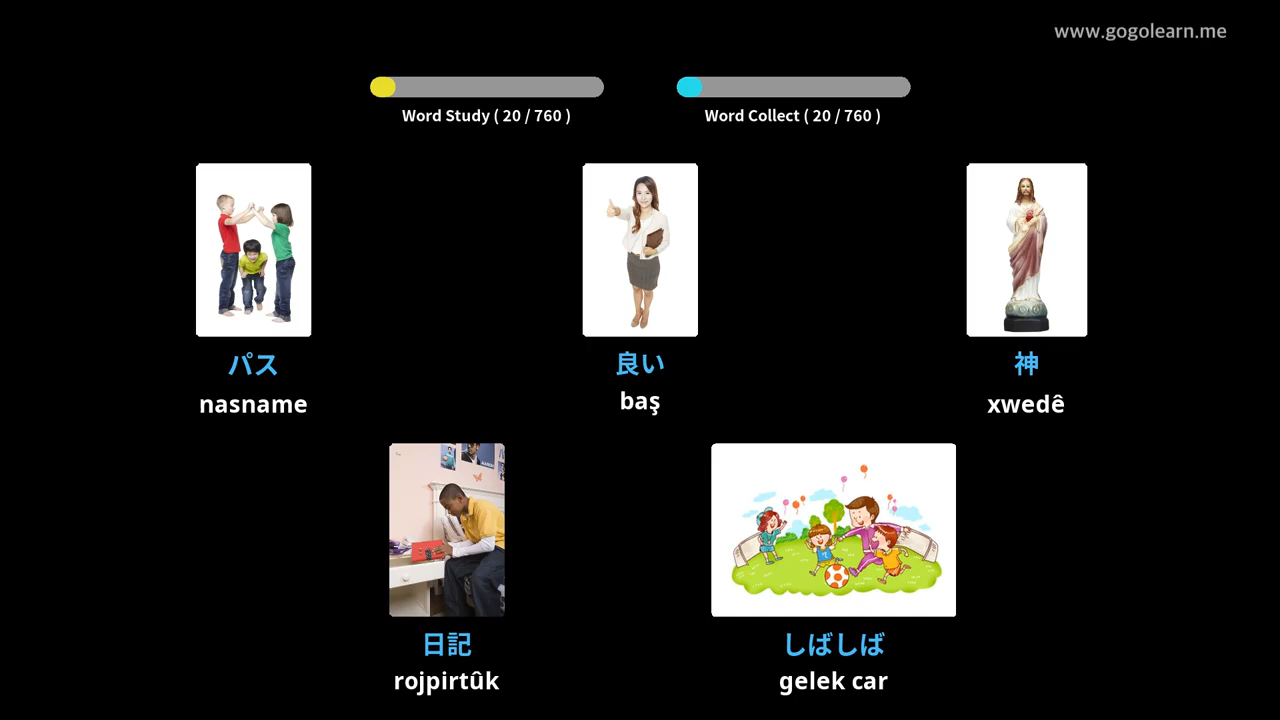 www.gogolearn.me
Word Study ( 20 / 760 )
Word Collect ( 20 / 760 )
パス
nasname
良い
baş
神
xwedê
日記
rojpirtûk
しばしば
gelek car